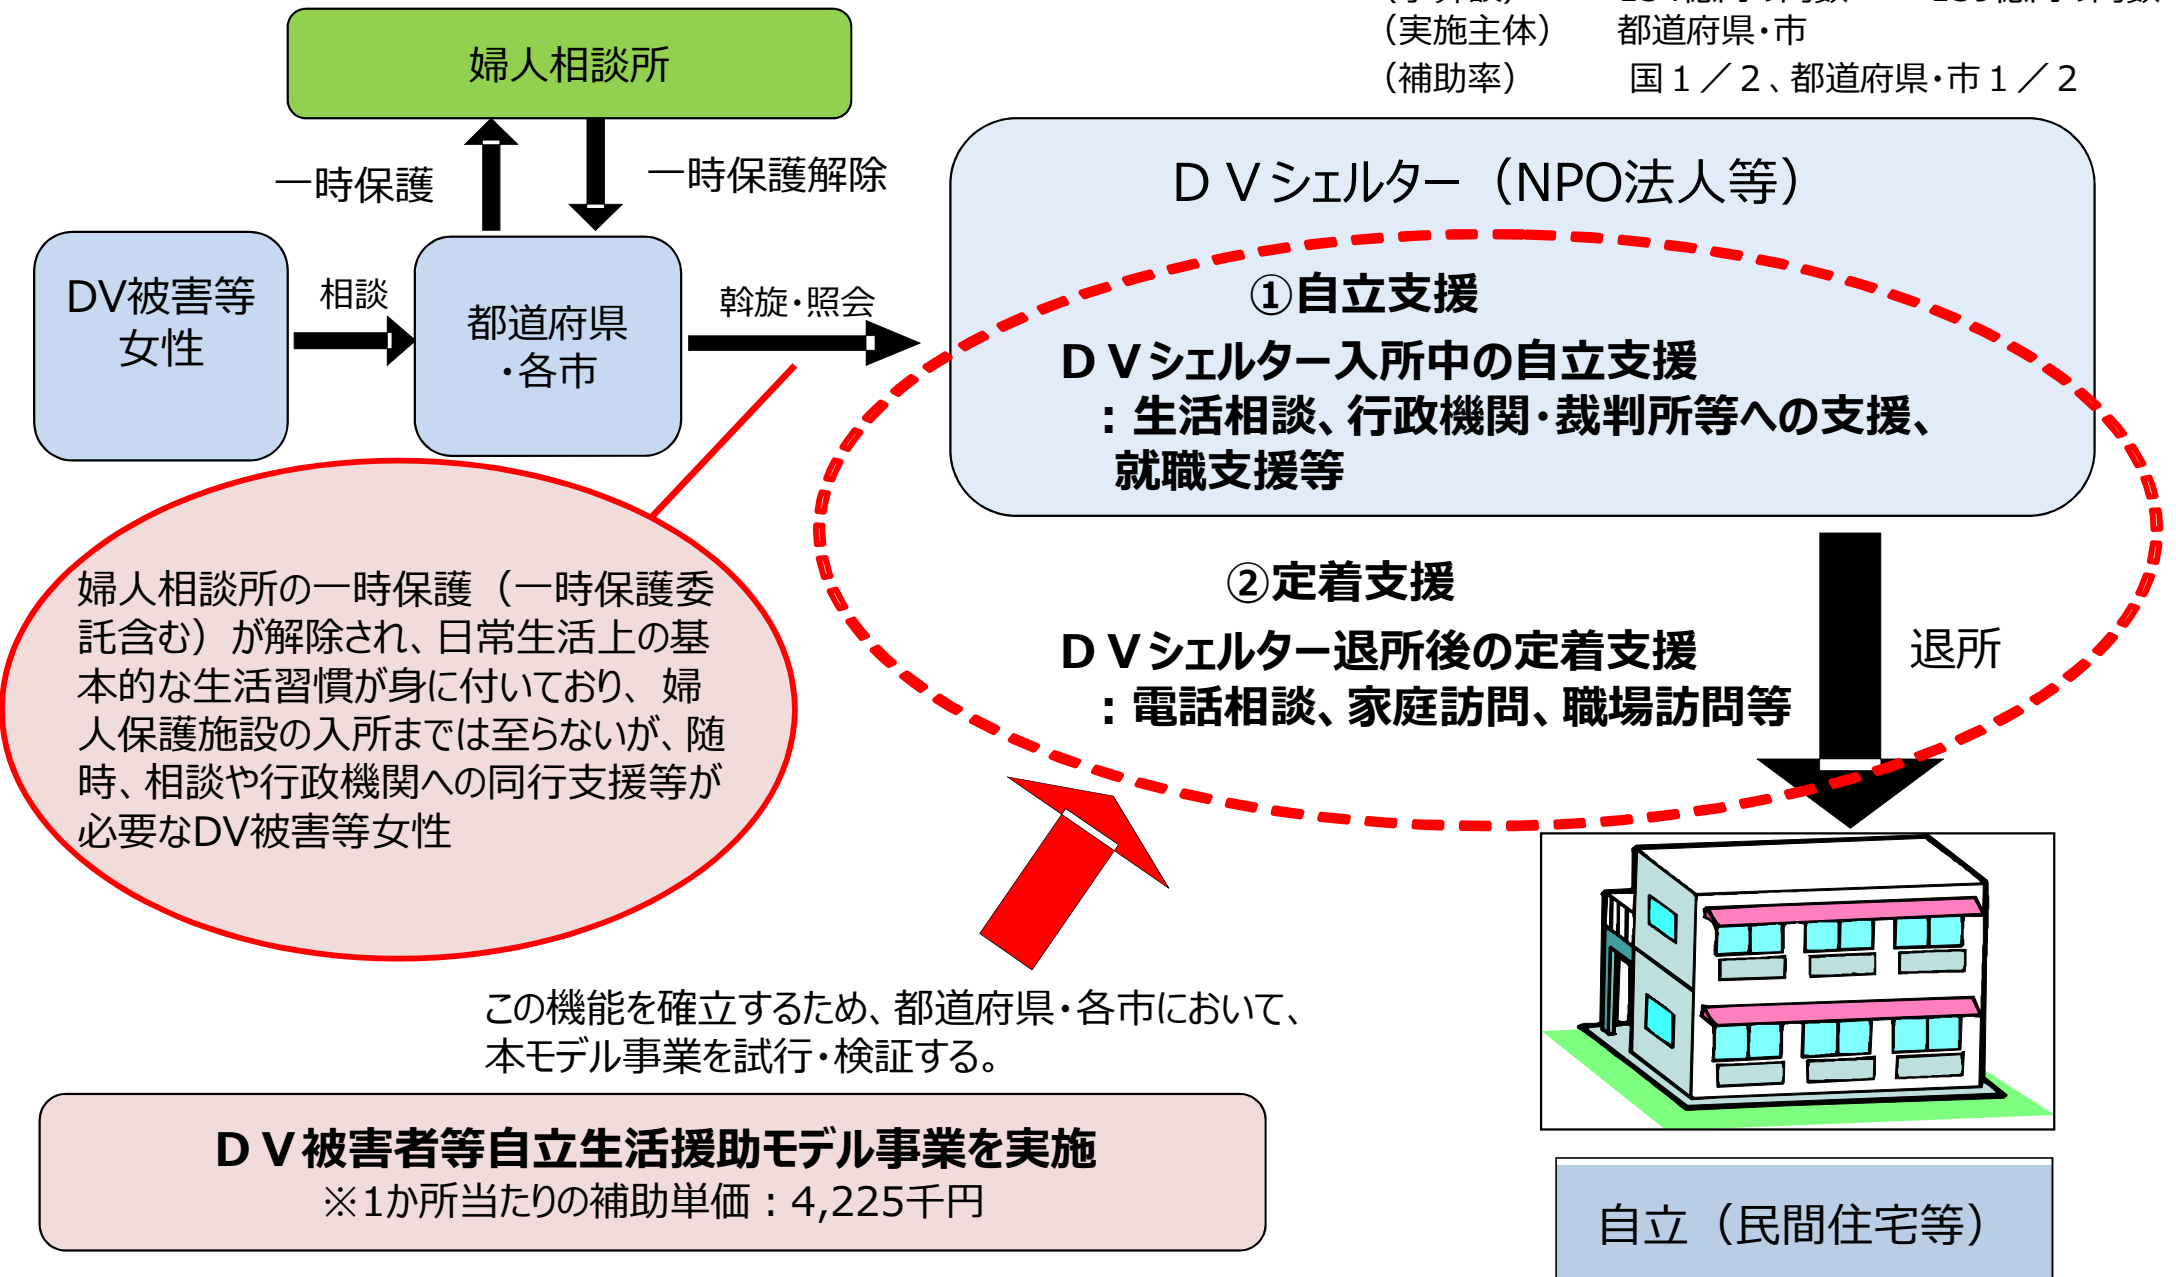 （実施主体）　都道府県・市
（補助率）　国１／２、都道府県・市１／２
婦人相談所
一時保護
一時保護解除
DV被害等
女性
相談
都道府県
・各市
斡旋・照会
ＤＶシェルター（NPO法人等）
①自立支援
ＤＶシェルター入所中の自立支援
：生活相談、行政機関・裁判所等への支援、
就職支援等
②定着支援
ＤＶシェルター退所後の定着支援
：電話相談、家庭訪問、職場訪問等
退所
婦人相談所の一時保護（一時保護委
託含む）が解除され、日常生活上の基
本的な生活習慣が身に付いており、婦
人保護施設の入所までは至らないが、随
時、相談や行政機関への同行支援等が
必要なDV被害等女性
この機能を確立するため、都道府県・各市において、
本モデル事業を試行・検証する。
ＤＶ被害者等自立生活援助モデル事業を実施
※1か所当たりの補助単価：4,225千円
自立（民間住宅等）